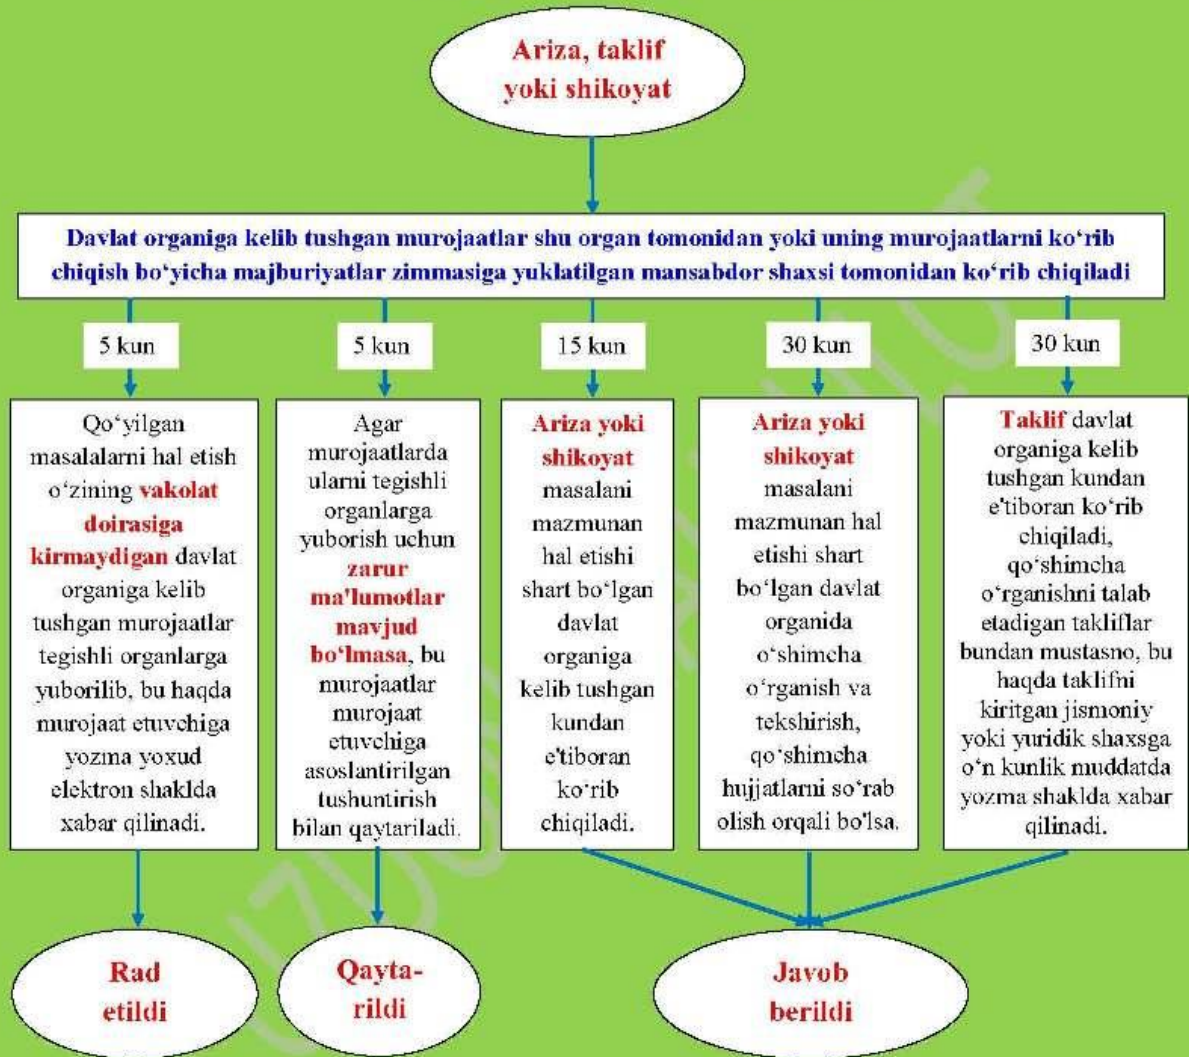 Ariza, taklif
yoki shikoyat
Davlat organiga kelib tushgan murojaatlar shu organ tomonidan yoki uning murojaatlarni ko‘rib
chiqish bo‘yicha majburiyatlar zimmasiga yuklatilgan mansabdor shaxsi tomonidan ko‘rib chiqiladi
5 kun
5 kun
15 kun
30 kun
30 kun
Qo‘yilgan
masalalarni hal etish
o‘zining vakolat
doirasiga
kirmaydigan davlat
organiga kelib
tushgan murojaatlar
tegishli organlarga
yuborilib, bu haqda
murojaat etuvchiga
yozma yoxud
elektron shaklda
xabar qilinadi.
Agar
murojaatlarda
ularni tegishli
organlarga
yuborish uchun
zarur
ma'lumotlar
mavjud
bo‘lmasa, bu
murojaatlar
murojaat
etuvchiga
asoslantirilgan
tushuntirish
bilan qaytariladi.
Ariza yoki
shikoyat
masalani
mazmunan
hal etishi
shart bo‘lgan
davlat
organiga
kelib tushgan
kundan
e'tiboran
ko‘rib
chiqiladi.
Ariza yoki
shikoyat
masalani
mazmunan hal
etishi shart
bo‘lgan davlat
organida
o‘shimcha
o‘rganish va
tekshirish,
qo‘shimcha
hujjatlarni so‘rab
olish orqali bo'lsa.
Taklif davlat
organiga kelib
tushgan kundan
e'tiboran ko‘rib
chiqiladi,
qo‘shimcha
o‘rganishni talab
etadigan takliflar
bundan mustasno, bu
haqda taklifni
kiritgan jismoniy
yoki yuridik shaxsga
o‘n kunlik muddatda
yozma shaklda xabar
qilinadi.
Rad
etildi
Qayta-
rildi
Javob
berildi